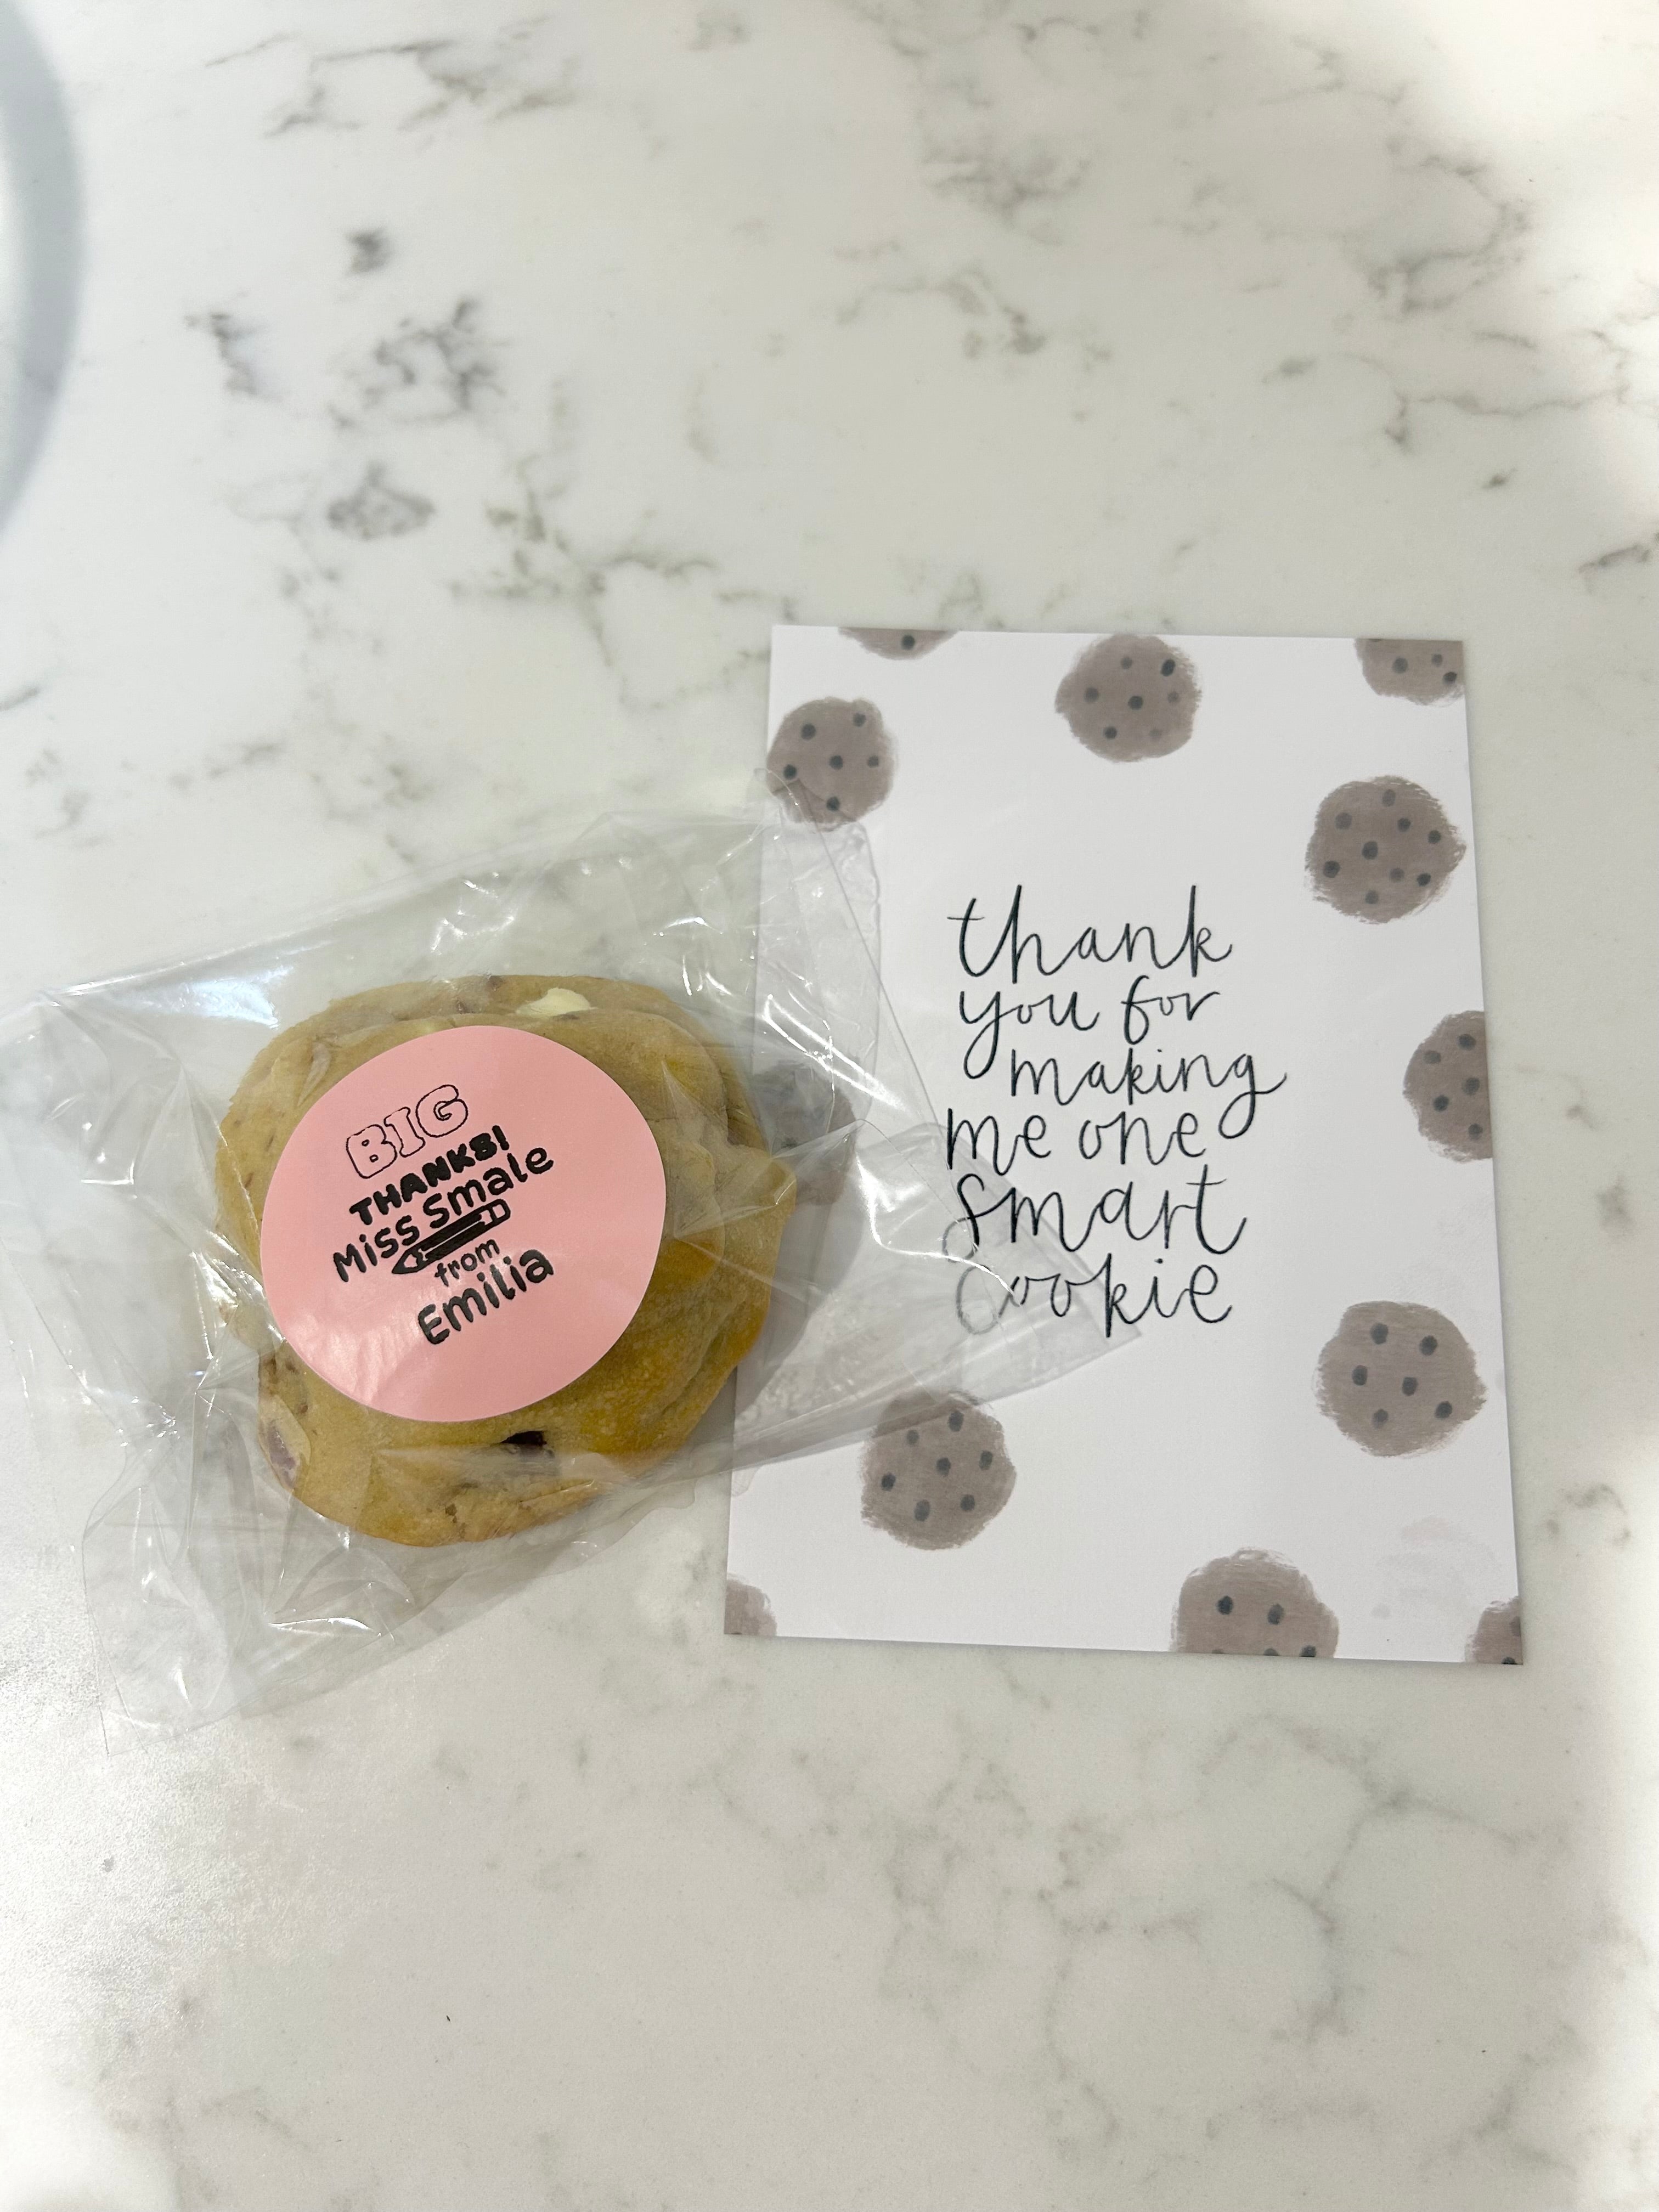 BIG
THANKS!
Miss Smale
from
Emilia
thank
you for
making
me one
Smart
Cookie